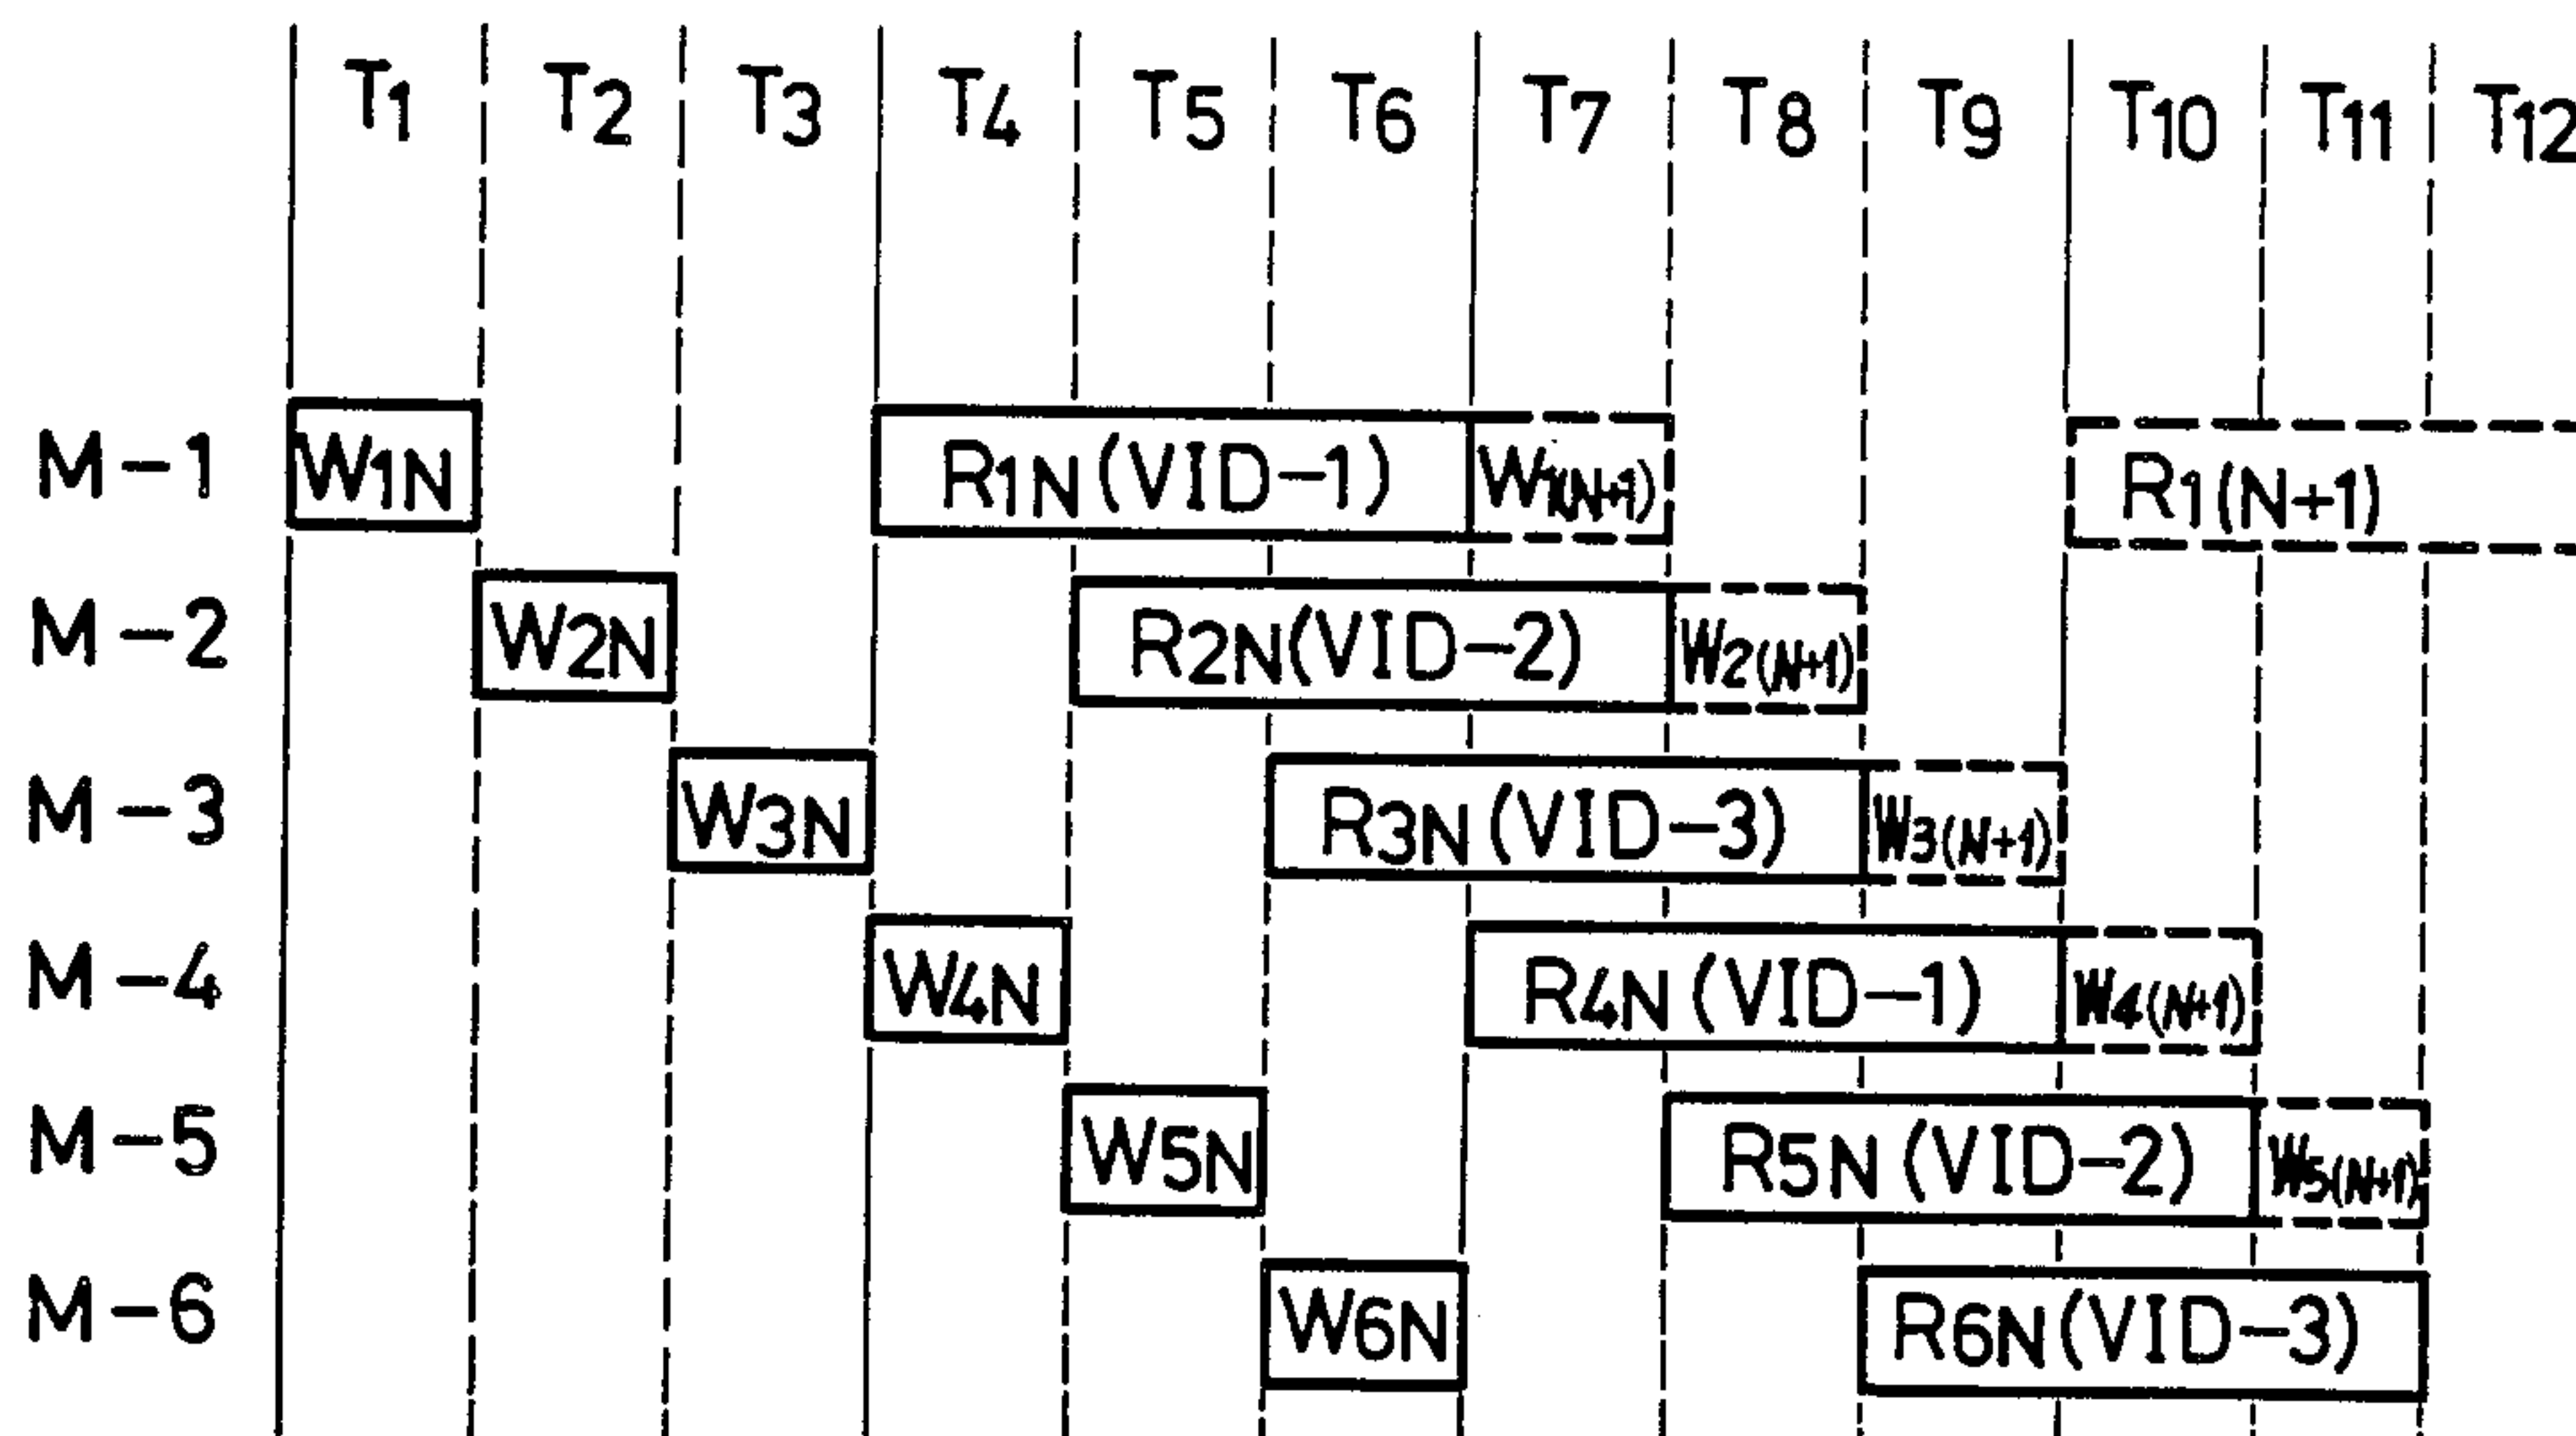 T1 T2 T3 T4 T5 T6 T7 T8 T9 T10 T11 T12
M-1 W1N R1N(VID-1) W1(N+1) R1(N+1)
M-2 W2N R2N(VID-2) W2(N+1)
M-3 W3N R3N(VID-3) W3(N+1)
M-4 W4N R4N(VID-1) W4(N+1)
M-5 W5N R5N(VID-2) W5(N+1)
M-6 W6N R6N(VID-3)